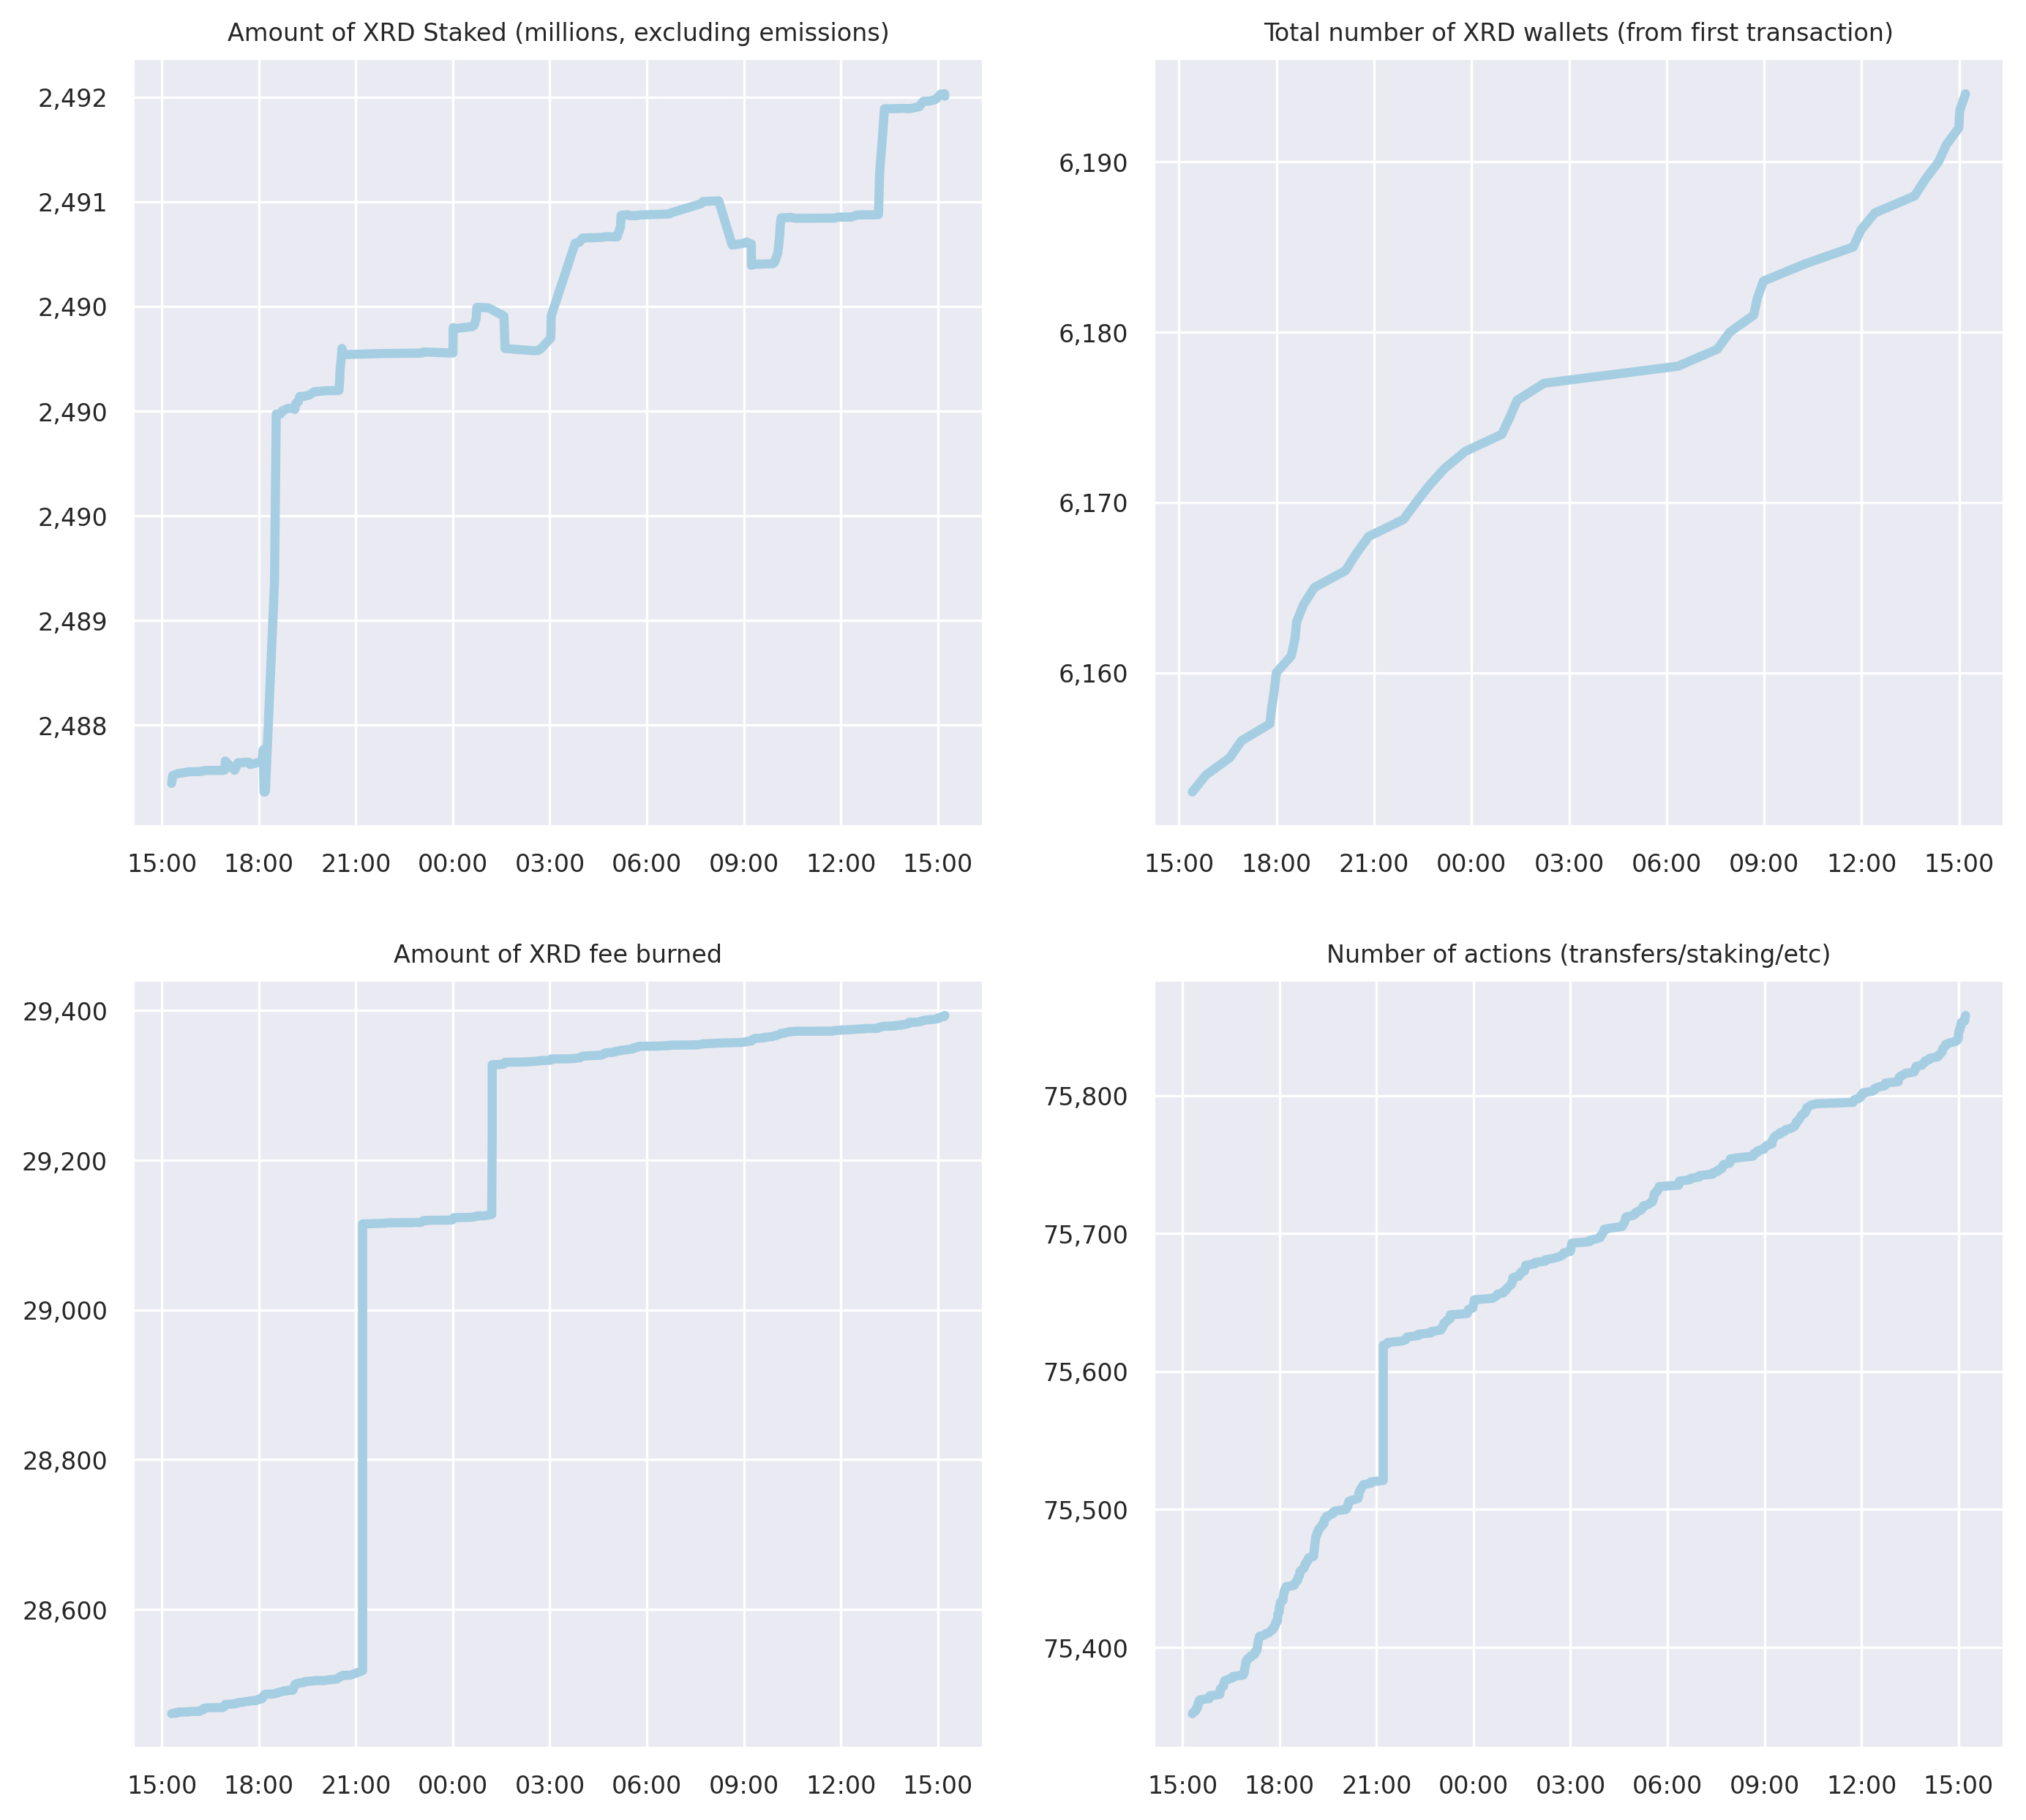 Amount of XRD Staked (millions, excluding emissions)
2,492
2,491
2,490
2,490
2,490
2,489
2,488
15:00 18:00 21:00 00:00 03:00 06:00 09:00 12:00 15:00
Total number of XRD wallets (from first transaction)
6,190
6,180
6,170
6,160
15:00 18:00 21:00 00:00 03:00 06:00 09:00 12:00 15:00
Amount of XRD fee burned
29,400
29,200
29,000
28,800
28,600
15:00 18:00 21:00 00:00 03:00 06:00 09:00 12:00 15:00
Number of actions (transfers/staking/etc)
75,800
75,700
75,600
75,500
75,400
15:00 18:00 21:00 00:00 03:00 06:00 09:00 12:00 15:00